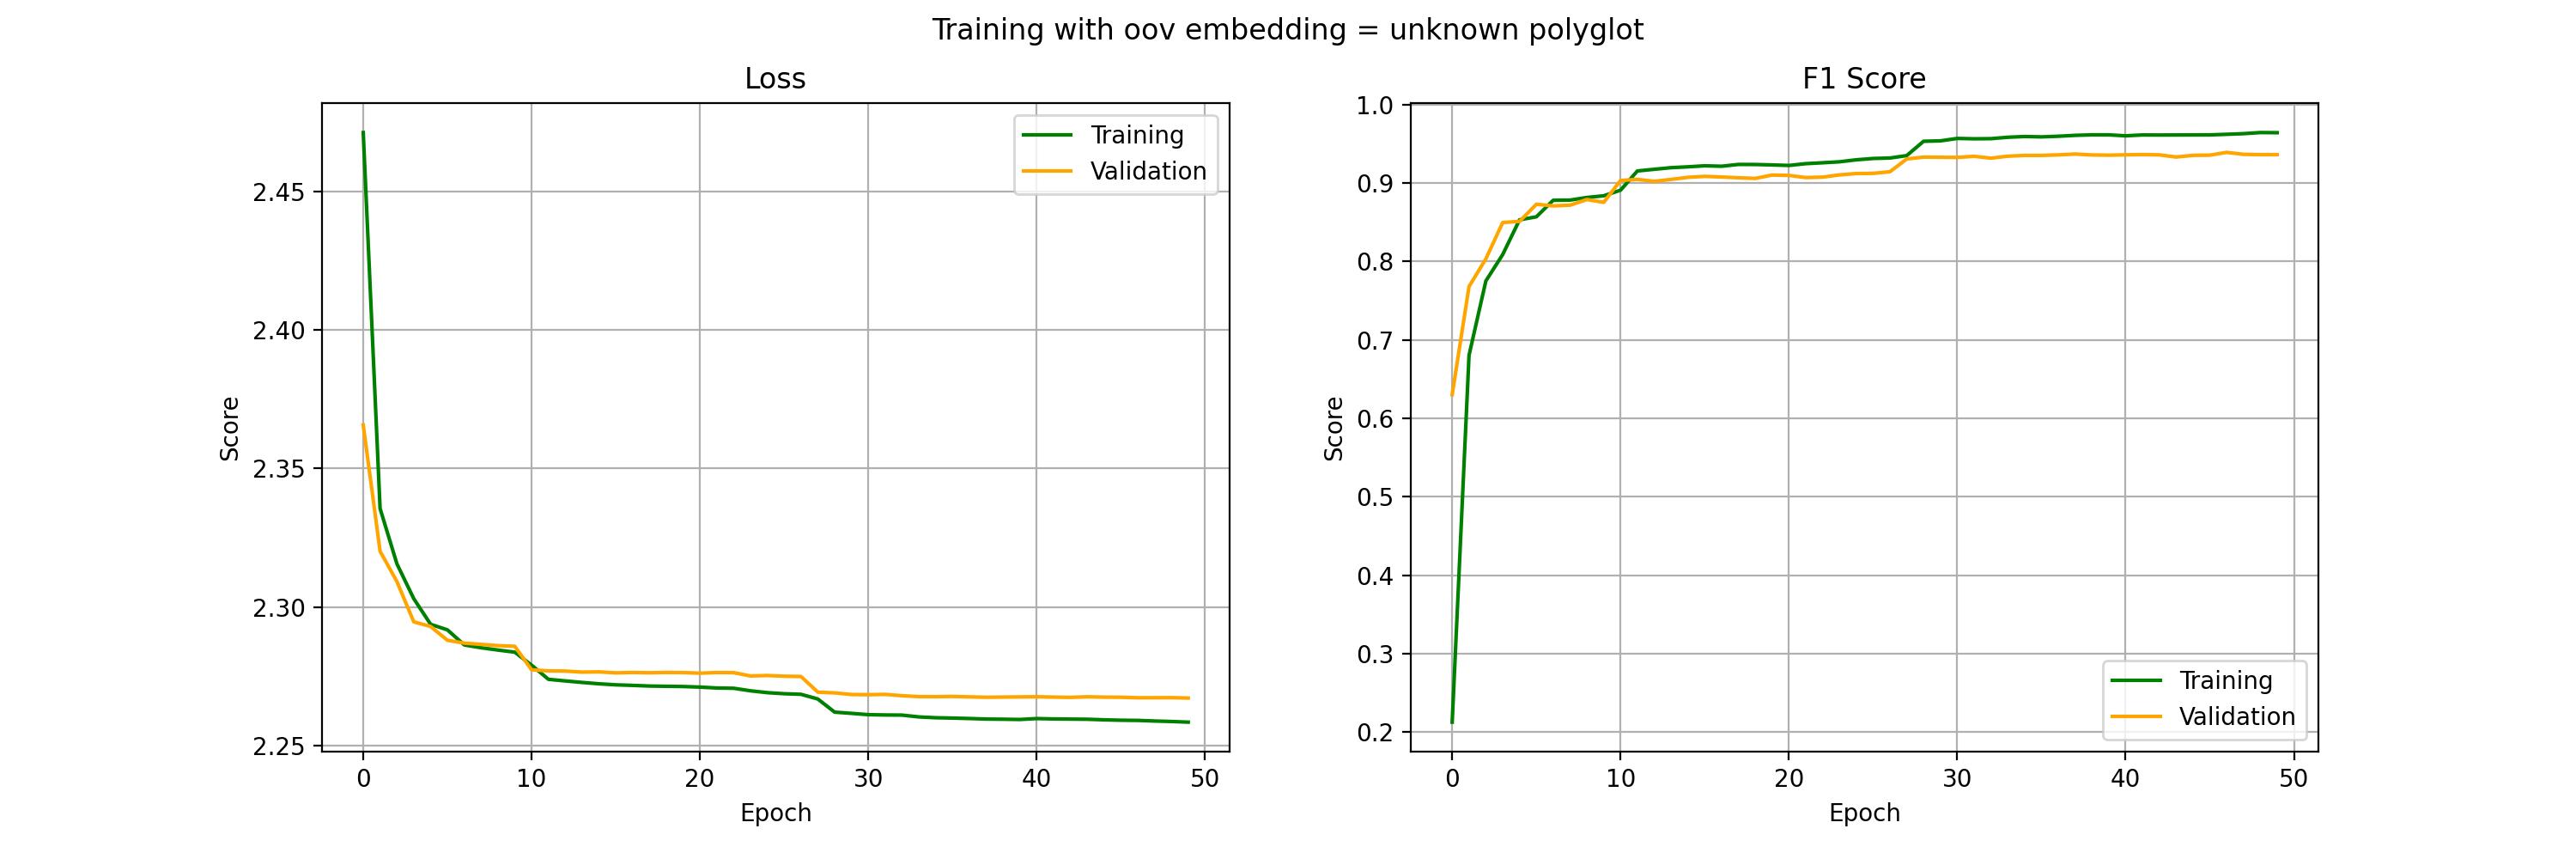 Training with oov embedding = unknown polyglot
Loss
Training
Validation
2.45
2.40
2.35
2.30
2.25
Score
0 10 20 30 40 50
Epoch
F1 Score
1.0
0.9
0.8
0.7
0.6
0.5
0.4
0.3
0.2
Score
Training
Validation
0 10 20 30 40 50
Epoch